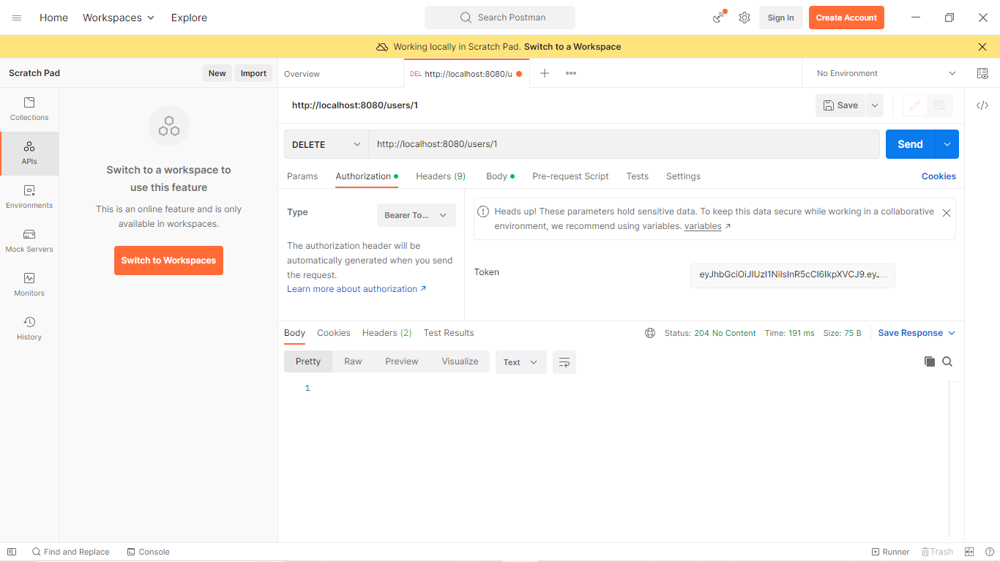 Home Workspaces Explore Search Postman Sign In Create Account
Working locally in Scratch Pad. Switch to a Workspace
Scratch Pad New Import Overview DEL http://localhost:8080/u No Environment
http://localhost:8080/users/1 Save
Collections
APIs
Environments
Mock Servers
Monitors
History
Switch to a workspace to
use this feature
This is an online feature and is only
available in workspaces.
Switch to Workspaces
DELETE http://localhost:8080/users/1 Send
Params Authorization Headers (9) Body Pre-request Script Tests Settings Cookies
Type Bearer To...
The authorization header will be
automatically generated when you send
the request.
Learn more about authorization ↗
Heads up! These parameters hold sensitive data. To keep this data secure while working in a collaborative
environment, we recommend using variables. variables ↗
Token eyJhbGciOiJIUzI1NiIsInR5cCI6IkpXVCJ9.eyJ...
Body Cookies Headers (2) Test Results Status: 204 No Content Time: 191 ms Size: 75 B Save Response
Pretty Raw Preview Visualize Text
1
Find and Replace Console Runner Trash